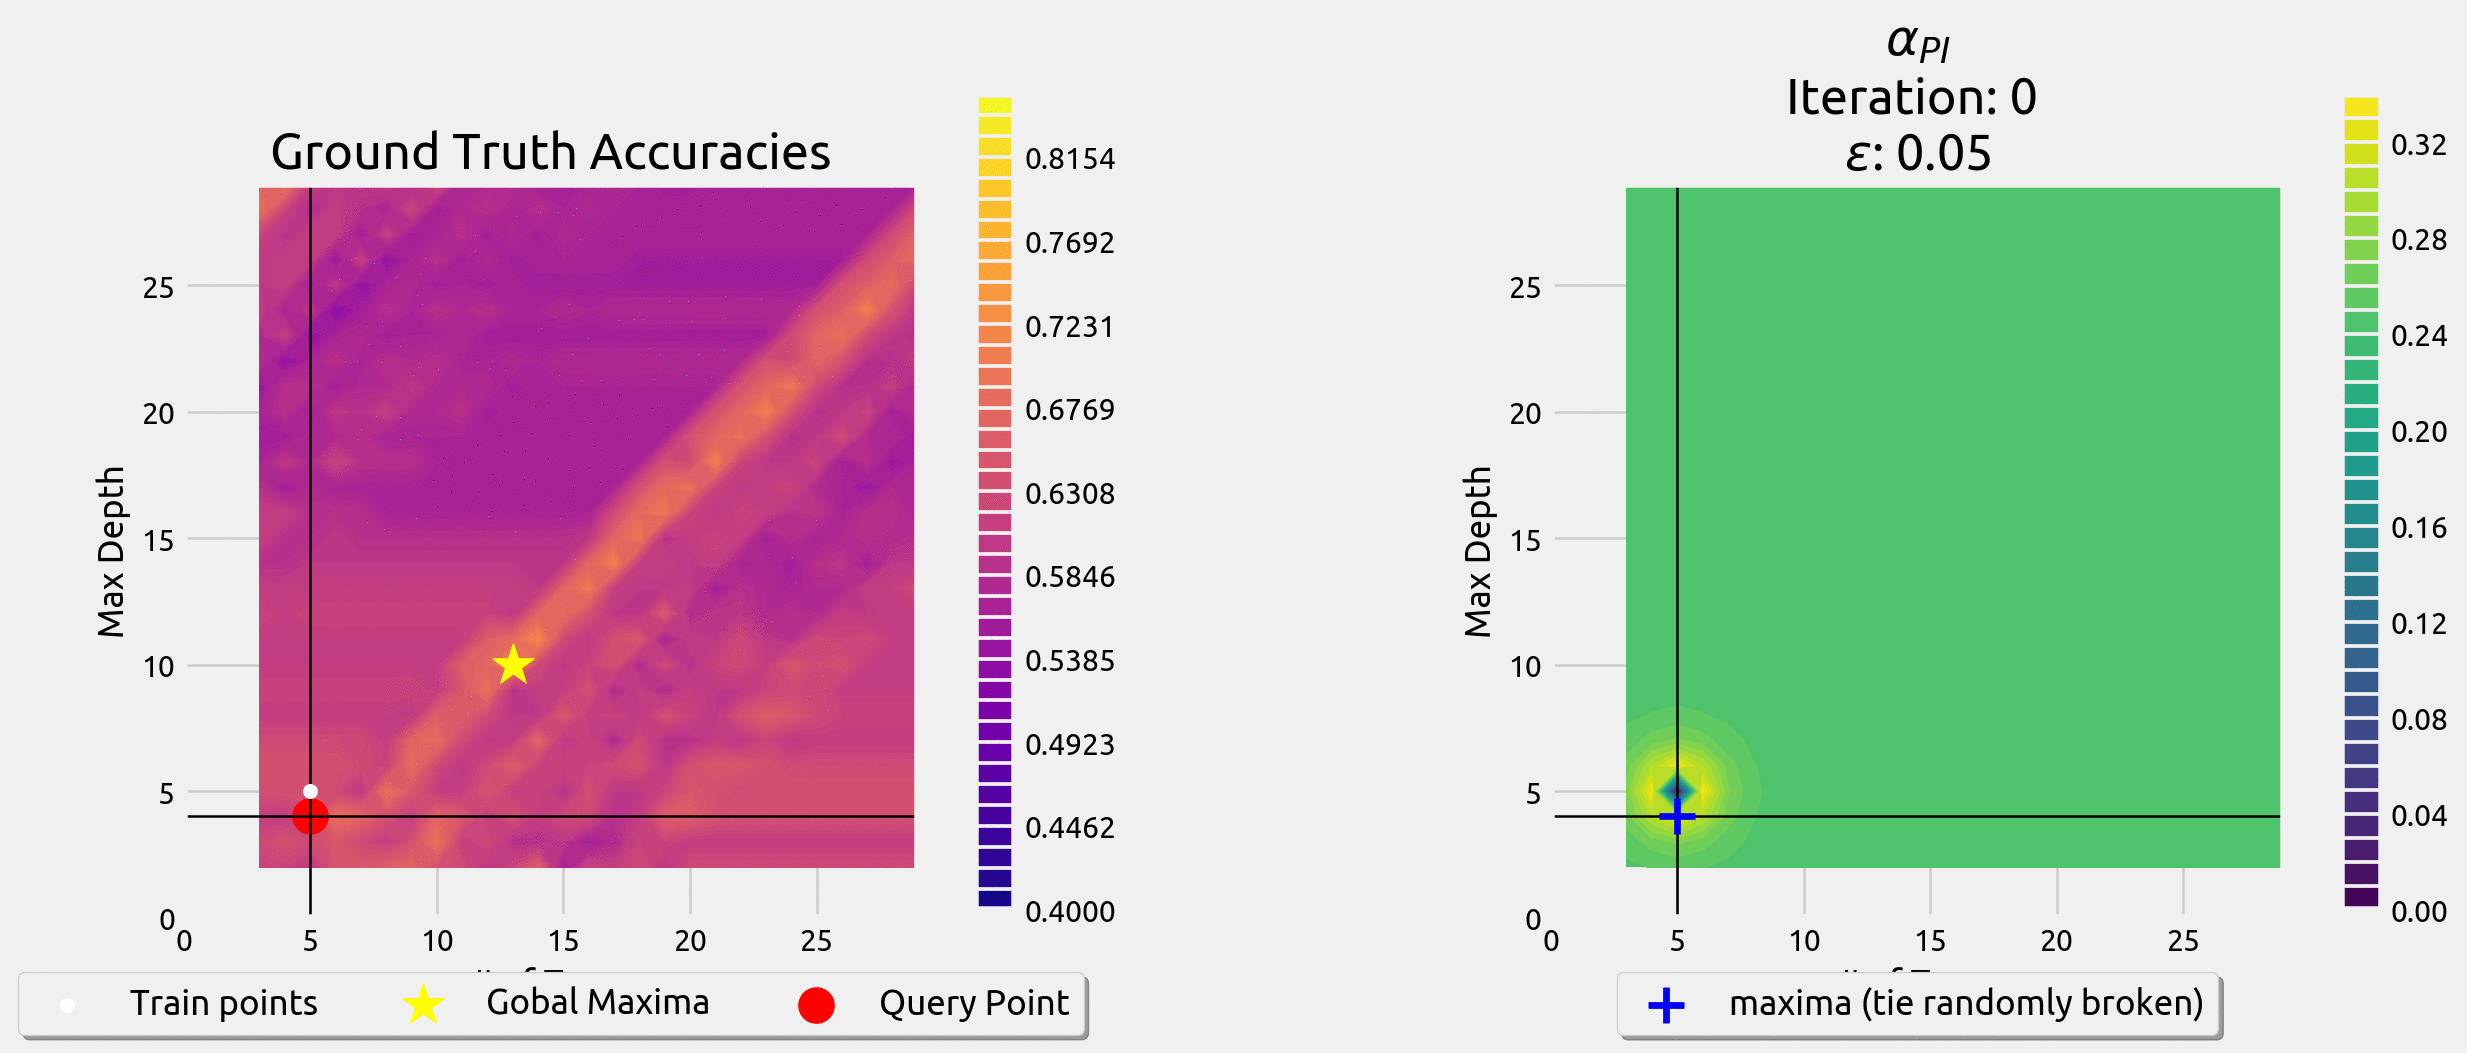 Ground Truth Accuracies
0.8154
0.7692
0.7231
0.6769
0.6308
0.5846
0.5385
0.4923
0.4462
0.4000
25
20
15
10
5
0
Max Depth
0 5 10 15 20 25
Train points
Gobal Maxima
Query Point
α_PI
Iteration: 0
ε: 0.05
0.32
0.28
0.24
0.20
0.16
0.12
0.08
0.04
0.00
25
20
15
10
5
0
Max Depth
0 5 10 15 20 25
maxima (tie randomly broken)